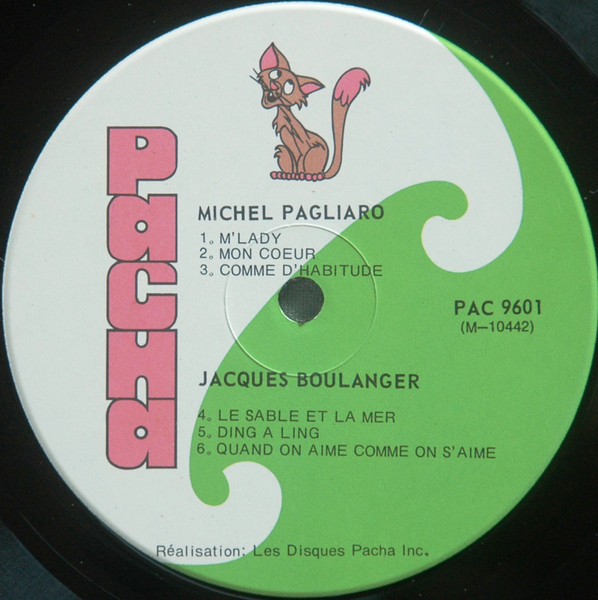 PACHA
MICHEL PAGLIARO
1. M'LADY
2. MON COEUR
3. COMME D'HABITUDE
PAC 9601
(M-10442)
JACQUES BOULANGER
4. LE SABLE ET LA MER
5. DING A LING
6. QUAND ON AIME COMME ON S'AIME
Réalisation: Les Disques Pacha Inc.